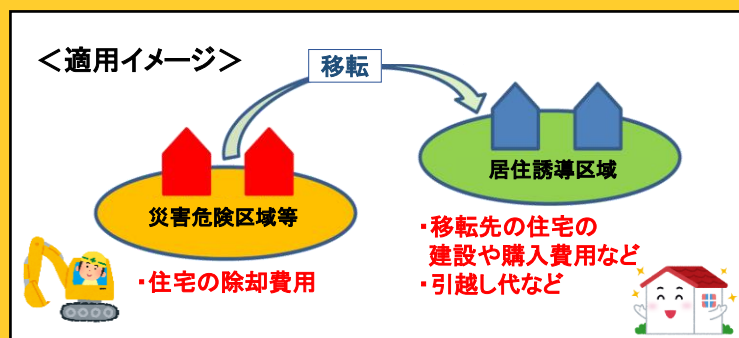 ＜適用イメージ＞
移転
災害危険区域等
・住宅の除却費用
居住誘導区域
・移転先の住宅の
建設や購入費用など
・引越し代など